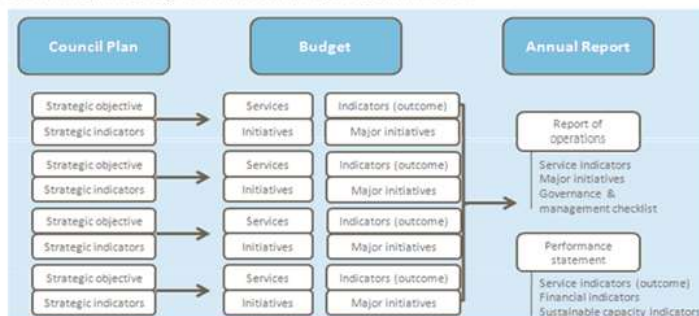 Council Plan
Budget
Annual Report
Strategic objective
Services
Indicators (outcome)
Strategic indicators
Initiatives
Major initiatives
Strategic objective
Services
Indicators (outcome)
Strategic indicators
Initiatives
Major initiatives
Strategic objective
Services
Indicators (outcome)
Strategic indicators
Initiatives
Major initiatives
Strategic objective
Services
Indicators (outcome)
Strategic indicators
Initiatives
Major initiatives
Report of
operations
Service indicators
Major initiatives
Governance &
management checklist
Performance
statement
Service indicators (outcome)
Financial indicators
Sustainable capacity indicators